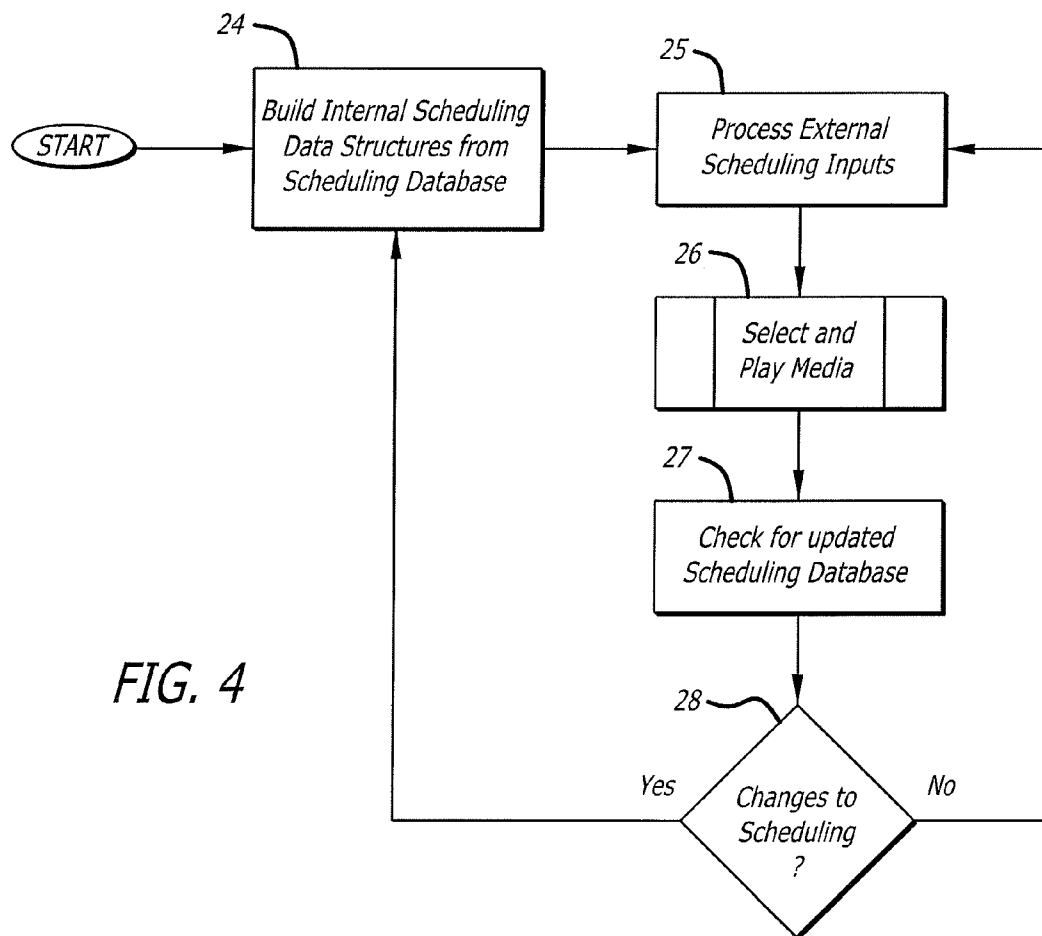 24
25
START
Build Internal Scheduling
Data Structures from
Scheduling Database
Process External
Scheduling Inputs
26
Select and
Play Media
27
Check for updated
Scheduling Database
FIG. 4
28
Yes
No
Changes to
Scheduling
?